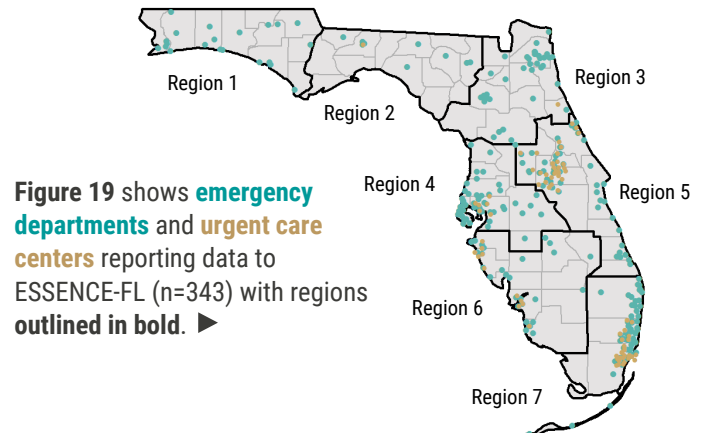 Region 1
Region 2
Region 3
Region 4
Region 5
Figure 19 shows emergency
departments and urgent care
centers reporting data to
ESSENCE-FL (n=343) with regions
outlined in bold. ►
Region 6
Region 7